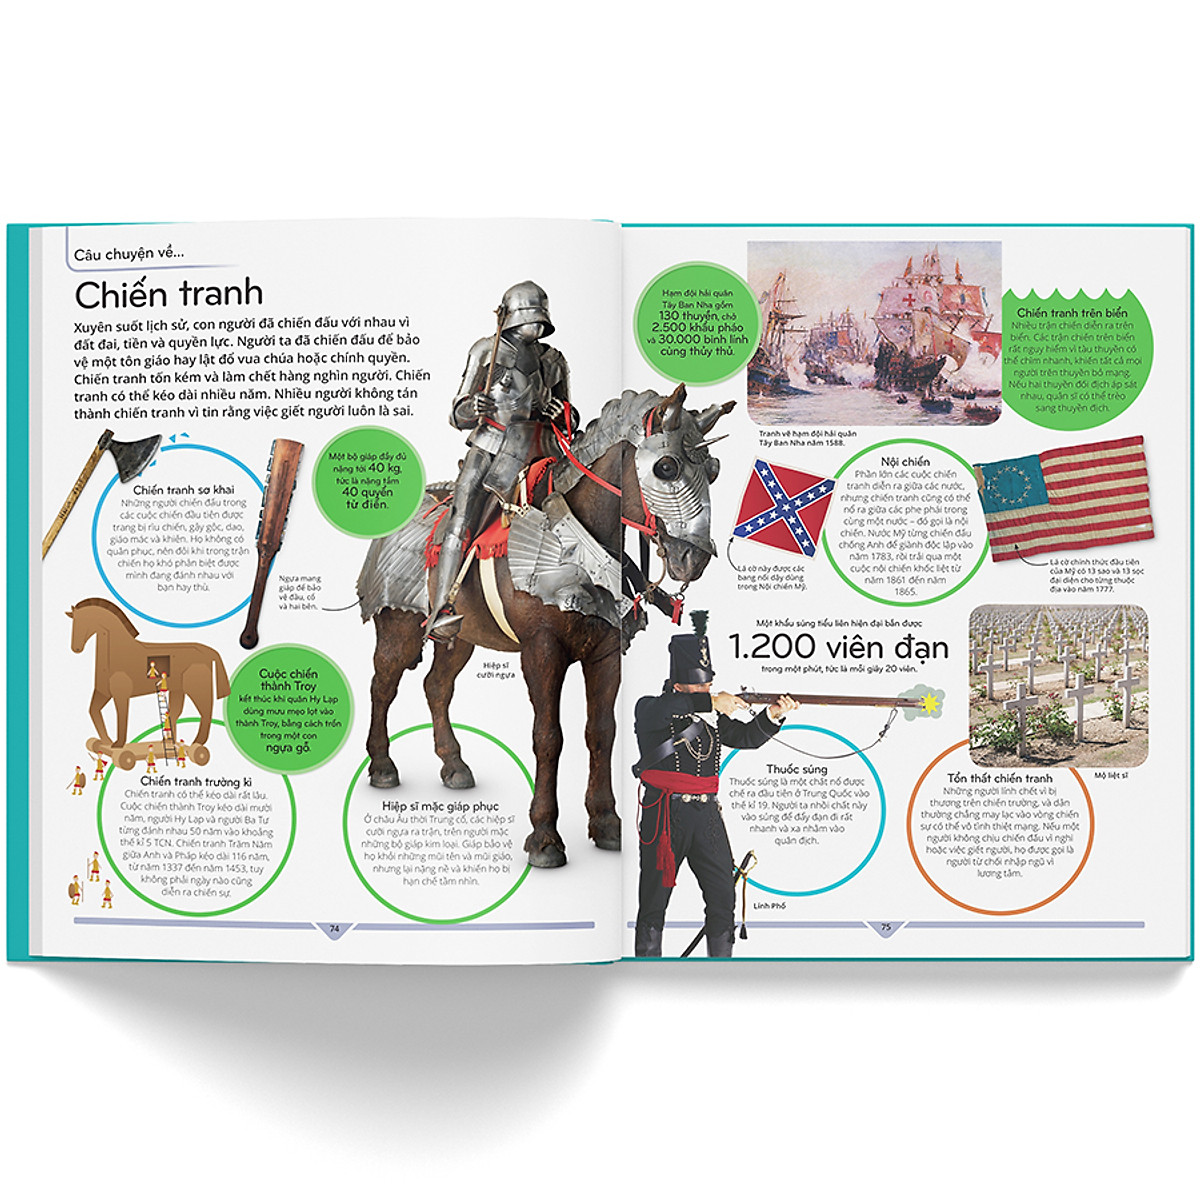 Câu chuyện về...
Chiến tranh
Xuyên suốt lịch sử, con người đã chiến đấu với nhau vì
đất đai, tiền và quyền lực. Người ta đã chiến đấu để bảo
vệ một tôn giáo hay lật đổ vua chúa hoặc chính quyền.
Chiến tranh tốn kém và làm chết hàng nghìn người. Chiến
tranh có thể kéo dài nhiều năm. Nhiều người không tán
thành chiến tranh vì tin rằng việc giết người luôn là sai.
Chiến tranh sơ khai
Những người chiến đấu trong
các cuộc chiến đầu tiên được
trang bị rìu chiến, gậy gộc, dao,
giáo mác và khiên. Họ không có
quân phục, nên đôi khi trong trận
chiến họ khó phân biệt được
mình đang đánh nhau với
bạn hay thù.
Một bộ giáp đầy đủ
nặng tới 40 kg,
tức là nặng tầm
40 quyển
từ điển.
Ngựa mang
giáp để bảo
vệ đầu, cổ
và hai bên.
Cuộc chiến
thành Troy
kết thúc khi quân Hy Lạp
dùng mưu mẹo lọt vào
thành Troy, bằng cách trốn
trong một con
ngựa gỗ.
Hiệp sĩ
cưỡi ngựa
Chiến tranh trường kì
Chiến tranh có thể kéo dài rất lâu.
Cuộc chiến thành Troy kéo dài mười
năm, người Hy Lạp và người Ba Tư
từng đánh nhau 50 năm vào khoảng
thế kỉ 5 TCN. Chiến tranh Trăm Năm
giữa Anh và Pháp kéo dài 116 năm,
từ năm 1337 đến năm 1453, tuy
không phải ngày nào cũng
diễn ra chiến sự.
Hiệp sĩ mặc giáp phục
Ở châu Âu thời Trung cổ, các hiệp sĩ
cưỡi ngựa ra trận, trên người mặc
những bộ giáp kim loại. Giáp bảo vệ
họ khỏi những mũi tên và mũi giáo,
nhưng lại nặng nề và khiến họ bị
hạn chế tầm nhìn.
74
Hạm đội hải quân
Tây Ban Nha gồm
130 thuyền, chở
2.500 khẩu pháo
và 30.000 binh lính
cùng thủy thủ.
Tranh vẽ hạm đội hải quân
Tây Ban Nha năm 1588.
Chiến tranh trên biển
Nhiều trận chiến diễn ra trên
biển. Các trận chiến trên biển
rất nguy hiểm vì tàu thuyền có
thể chìm nhanh, khiến tất cả mọi
người trên thuyền bỏ mạng.
Nếu hai thuyền đối địch áp sát
nhau, quân sĩ có thể trèo
sang thuyền địch.
Nội chiến
Phần lớn các cuộc chiến
tranh diễn ra giữa các nước,
nhưng chiến tranh cũng có thể
nổ ra giữa các phe phái trong
cùng một nước – đó gọi là nội
chiến. Nước Mỹ từng chiến đấu
chống Anh để giành độc lập vào
năm 1783, rồi trải qua một
cuộc nội chiến khốc liệt từ
năm 1861 đến năm
1865.
Lá cờ này được các
bang nổi dậy dùng
trong Nội chiến Mỹ.
Lá cờ chính thức đầu tiên
của Mỹ có 13 sao và 13 sọc
đại diện cho từng thuộc
địa vào năm 1777.
Một khẩu súng tiểu liên hiện đại bắn được
1.200 viên đạn
trong một phút, tức là mỗi giây 20 viên.
Mộ liệt sĩ
Thuốc súng
Thuốc súng là một chất nổ được
chế ra đầu tiên ở Trung Quốc vào
thế kỉ 19. Người ta nhồi chất này
vào súng để đẩy đạn đi rất
nhanh và xa nhằm vào
quân địch.
Lính Phổ
Tổn thất chiến tranh
Những người lính chết vì bị
thương trên chiến trường, và dân
thường chẳng may lạc vào vòng chiến
sự có thể vô tình thiệt mạng. Nếu một
người không chịu chiến đấu vì nghi
hoặc việc giết người, họ được gọi là
người từ chối nhập ngũ vì
lương tâm.
75